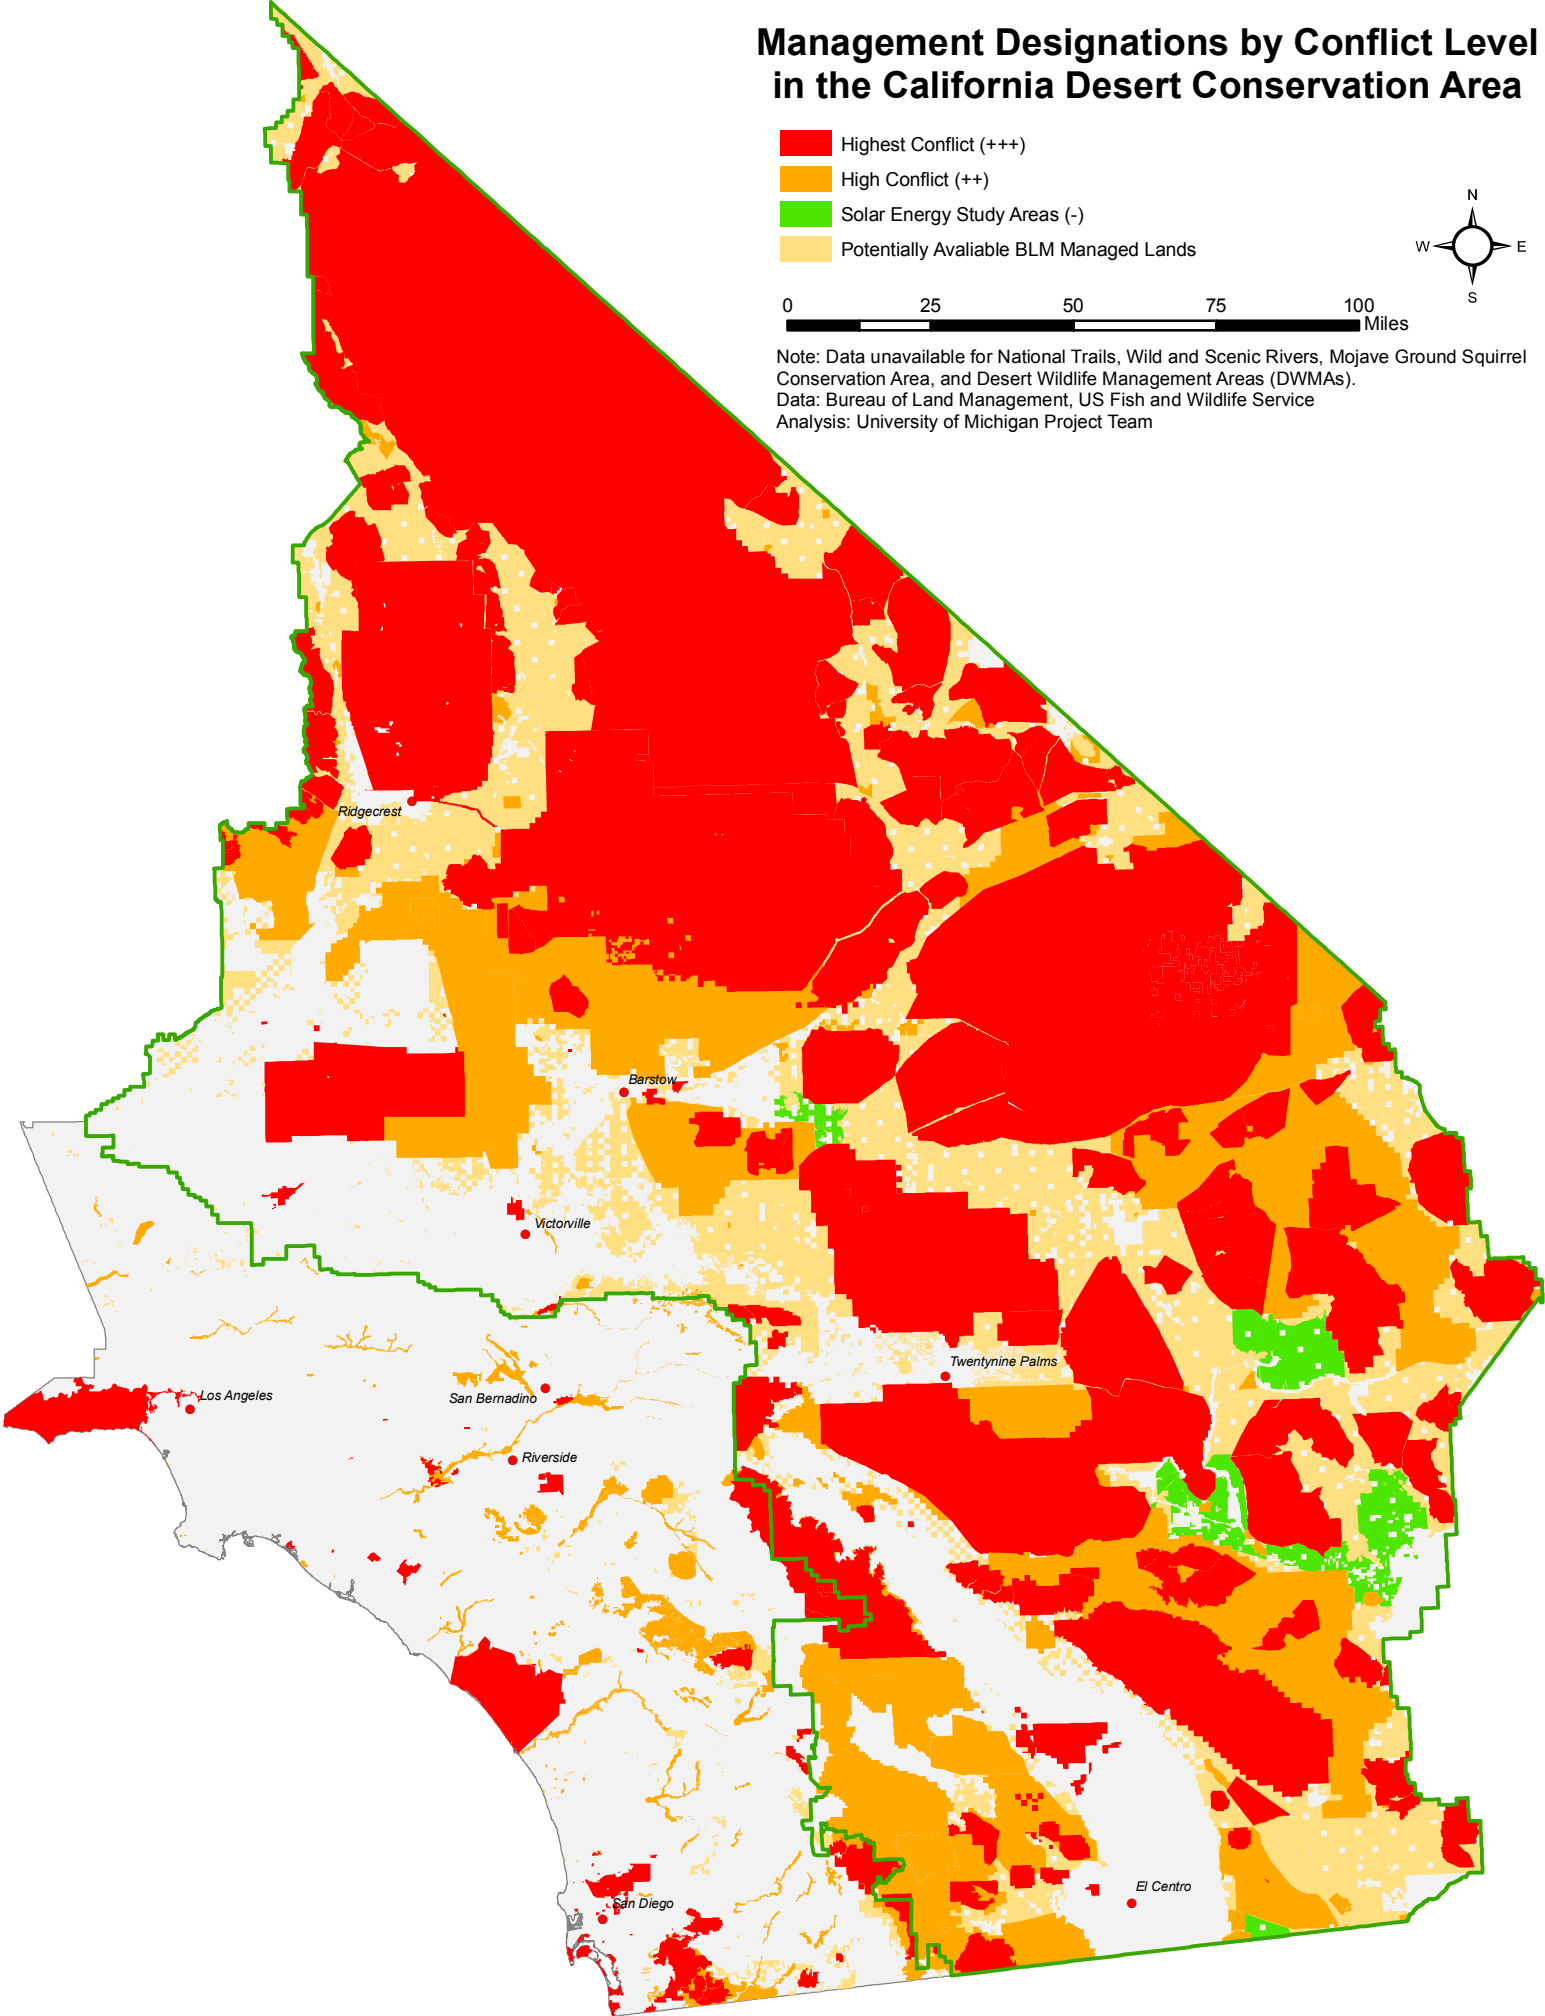 Management Designations by Conflict Level
in the California Desert Conservation Area
Highest Conflict (+++)
High Conflict (++)
Solar Energy Study Areas (-)
Potentially Avaliable BLM Managed Lands
N
W E
S
0 25 50 75 100
Miles
Note: Data unavailable for National Trails, Wild and Scenic Rivers, Mojave Ground Squirrel
Conservation Area, and Desert Wildlife Management Areas (DWMAs).
Data: Bureau of Land Management, US Fish and Wildlife Service
Analysis: University of Michigan Project Team
Ridgecrest
Barstow
Victorville
Twentynine Palms
Los Angeles
San Bernadino
Riverside
El Centro
San Diego